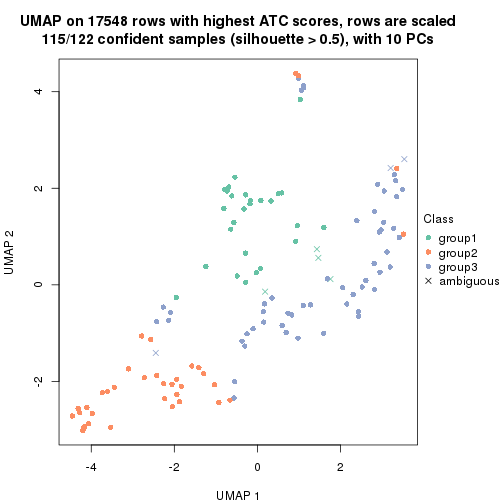 UMAP on 17548 rows with highest ATC scores, rows are scaled
115/122 confident samples (silhouette > 0.5), with 10 PCs
4
2
0
-2
UMAP 2
-4
-2
0
2
UMAP 1
Class
group1
group2
group3
ambiguous